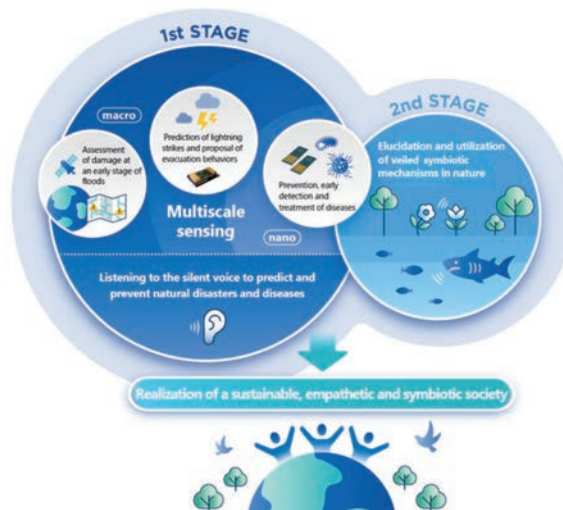 1st STAGE
macro
Assessment
of damage at
an early stage of
floods
Prediction of lightning
strikes and proposal of
evacuation behaviors
Prevention, early
detection and
treatment of diseases
Multiscale
sensing
nano
Listening to the silent voice to predict and
prevent natural disasters and diseases
2nd STAGE
Elucidation and utilization
of veiled symbiotic
mechanisms in nature
Realization of a sustainable, empathetic and symbiotic society